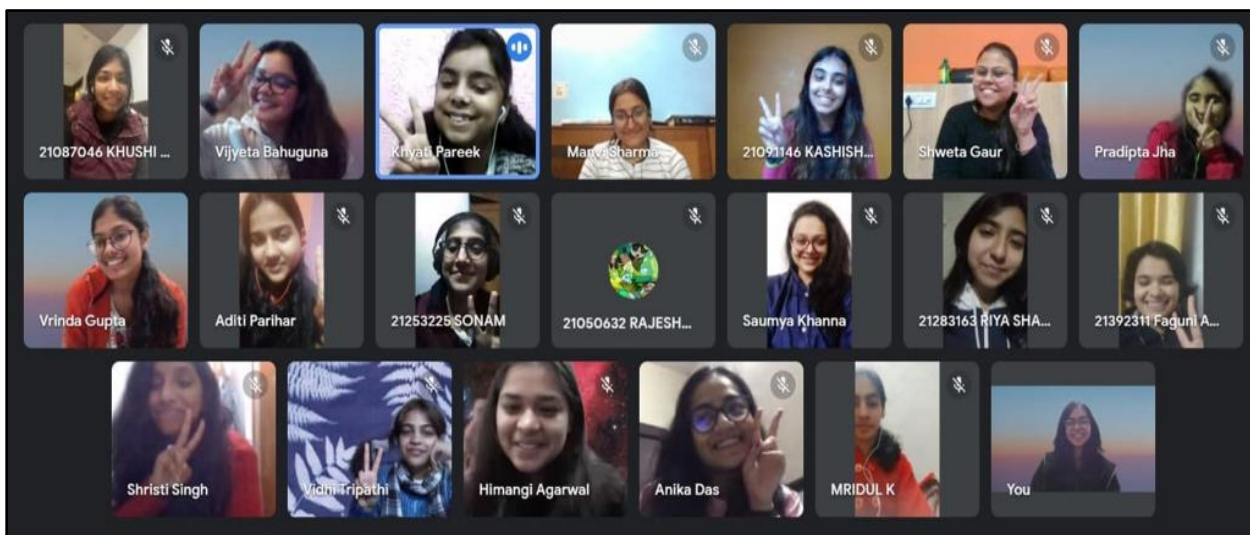 21087046 KHUSHI ...
Vijyeta Bahuguna
Khyati Pareek
Manvi Sharma
21091146 KASHISH...
Shweta Gaur
Pradipta Jha
Vrinda Gupta
Aditi Parihar
21253225 SONAM
21050632 RAJESH...
Saumya Khanna
21283163 RIYA SHA...
21392311 Faguni A...
Shristi Singh
Vidhi Tripathi
Himangi Agarwal
Anika Das
MRIDUL K
You